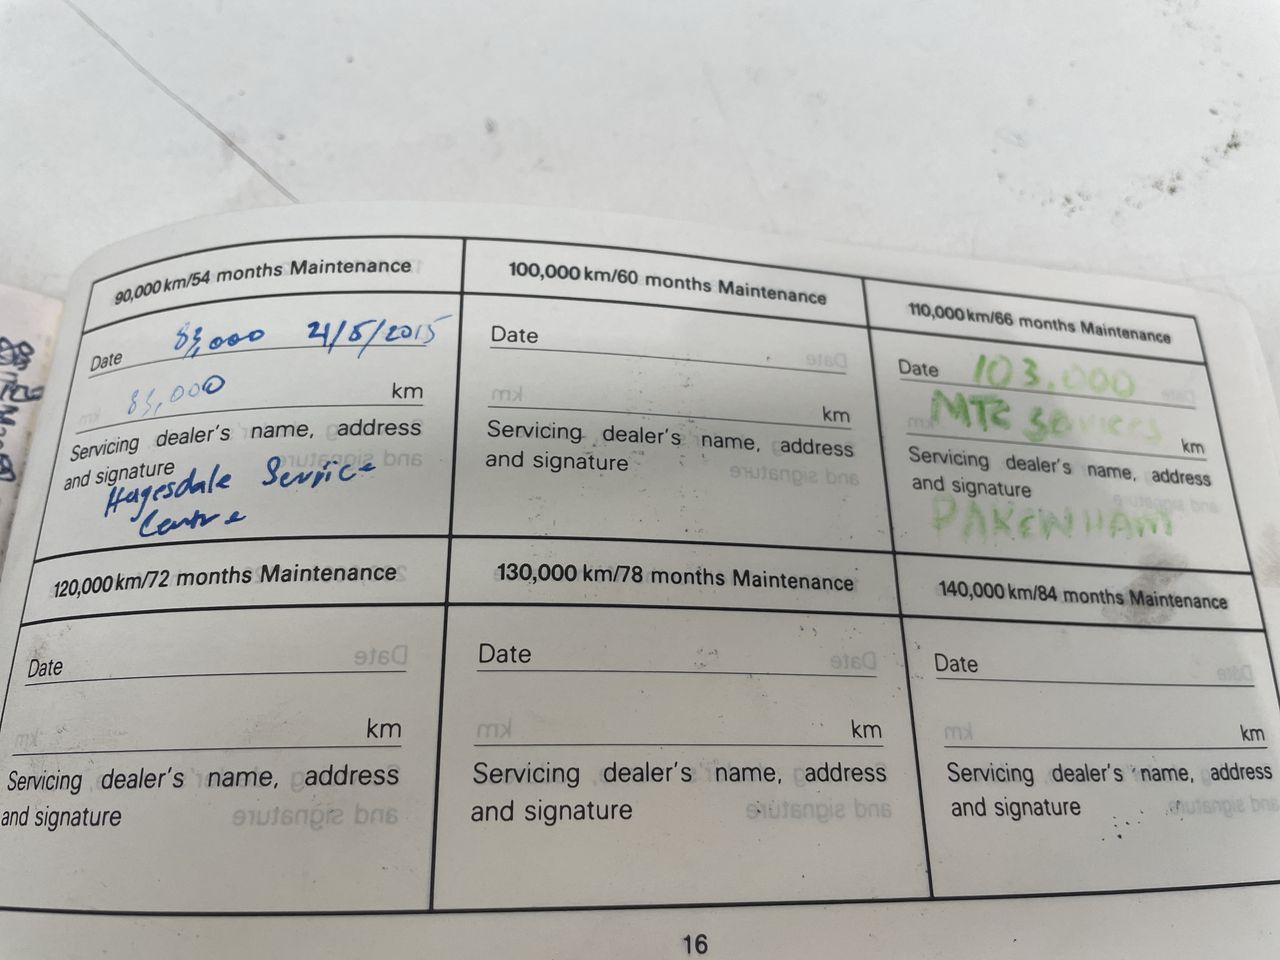 90,000 km/54 months Maintenance
Date 83,000 21/5/2015
83,000 km
Servicing dealer's name, address
and signature
Hagesdale Service
Centre
100,000 km/60 months Maintenance
Date
km
Servicing dealer's name, address
and signature
110,000 km/66 months Maintenance
Date 103.000
MTC Services
km
Servicing dealer's name, address
and signature
PAKENHAM
120,000 km/72 months Maintenance
Date
km
Servicing dealer's name, address
and signature
130,000 km/78 months Maintenance
Date
km
Servicing dealer's name, address
and signature
140,000 km/84 months Maintenance
Date
km
Servicing dealer's name, address
and signature
16